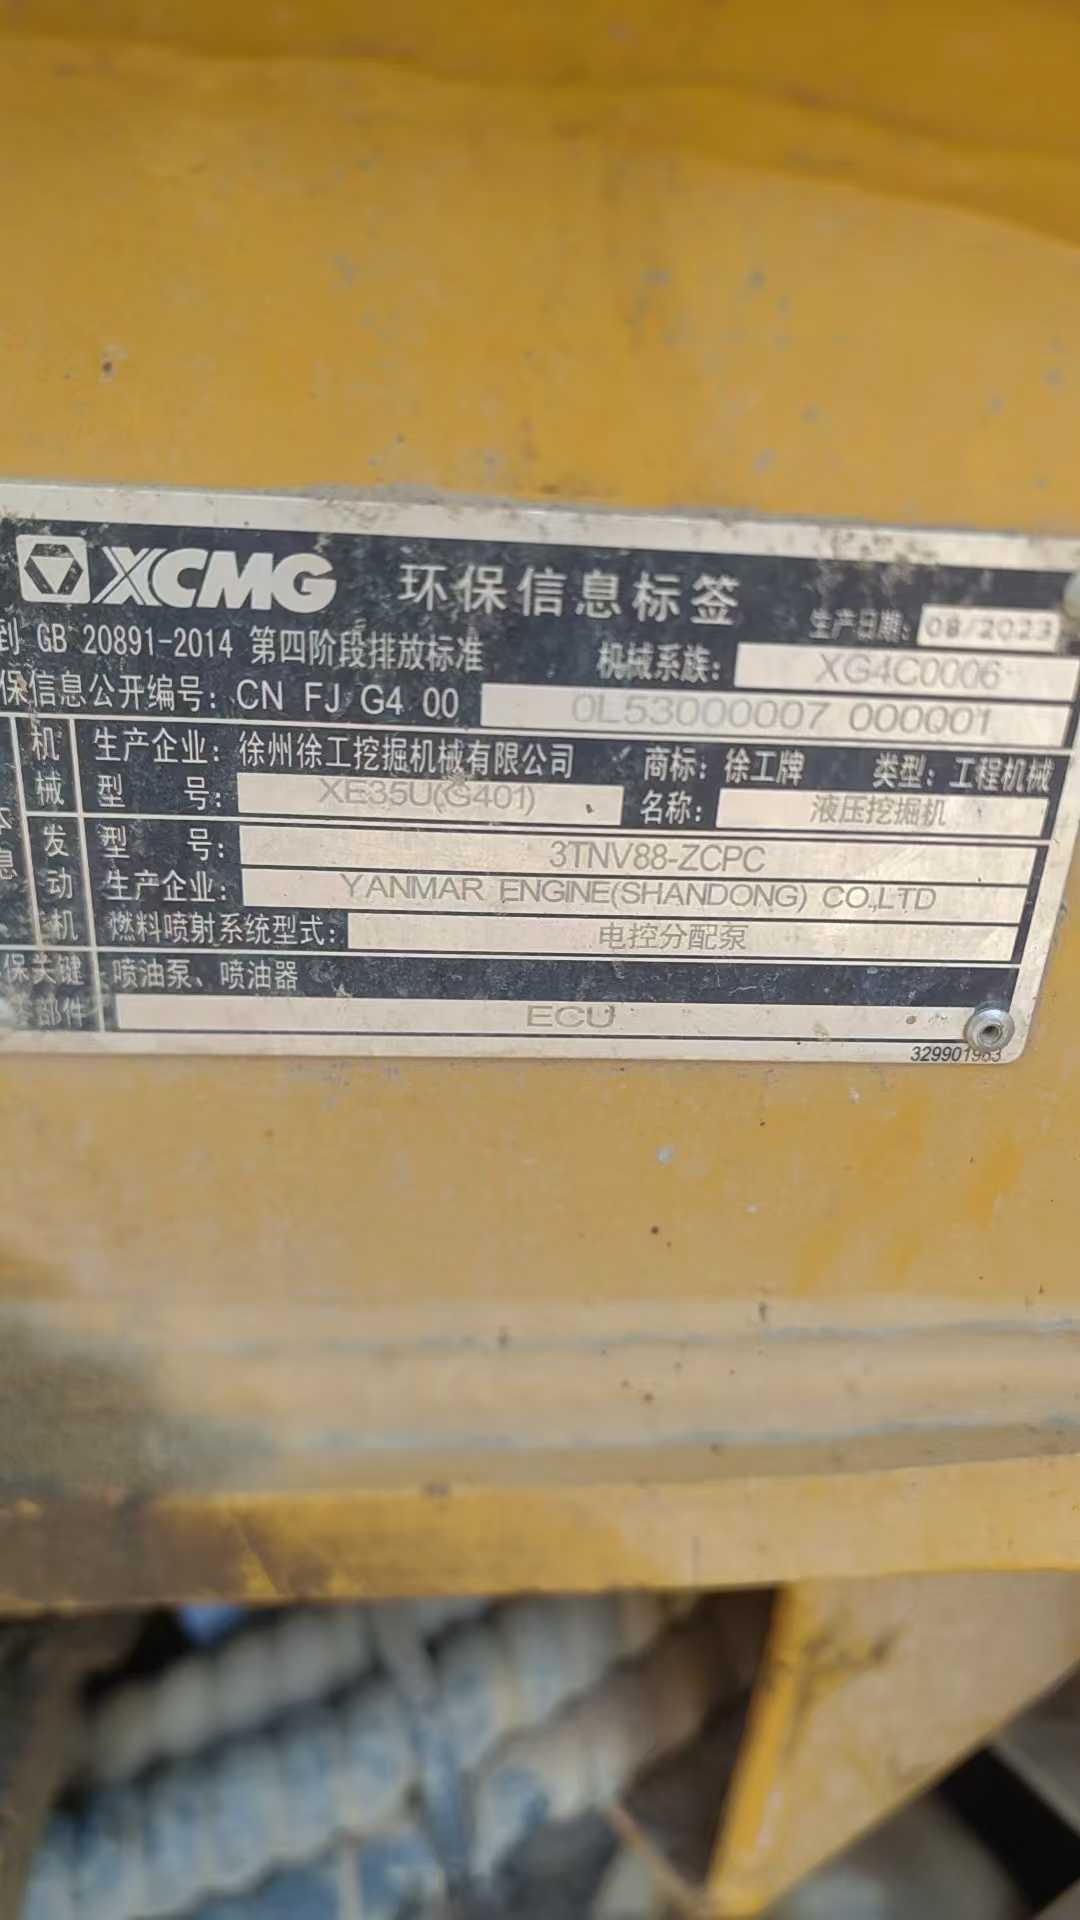 XCMG 环保信息标签 生产日期: 08/2023
到 GB 20891-2014 第四阶段排放标准 机械系族: XG4C0006
保信息公开编号: CN FJ G4 00 0L53000007 000001
机械 生产企业: 徐州徐工挖掘机械有限公司 商标: 徐工牌 类型: 工程机械
型 号: XE35U(G401) 名称: 液压挖掘机
发动机 型 号: 3TNV88-ZCPC
生产企业: YANMAR ENGINE(SHANDONG) CO.,LTD
燃料喷射系统型式: 电控分配泵
保关键 喷油泵、喷油器
部件 ECU